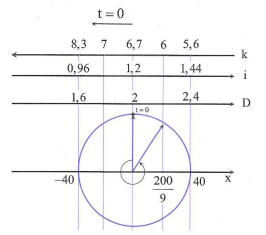 t = 0
8,3 7 6,7 6 5,6 k
0,96 1,2 1,44 i
1,6 2 2,4 D
t = 0
−40 200/9 40 x